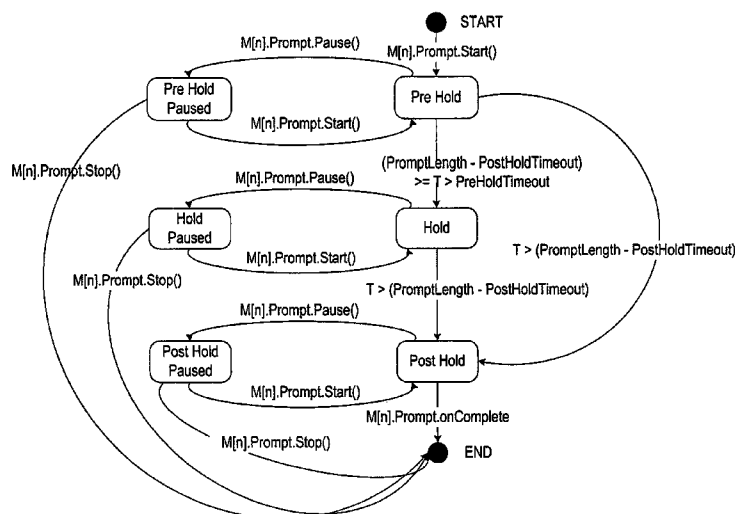 START
M[n].Prompt.Start()
M[n].Prompt.Pause()
Pre Hold
Paused
Pre Hold
M[n].Prompt.Start()
M[n].Prompt.Stop()
(PromptLength - PostHoldTimeout)
>= T > PreHoldTimeout
M[n].Prompt.Pause()
Hold
Paused
Hold
M[n].Prompt.Start()
T > (PromptLength - PostHoldTimeout)
M[n].Prompt.Stop()
T > (PromptLength - PostHoldTimeout)
M[n].Prompt.Pause()
Post Hold
Paused
Post Hold
M[n].Prompt.Start()
M[n].Prompt.onComplete
M[n].Prompt.Stop()
END